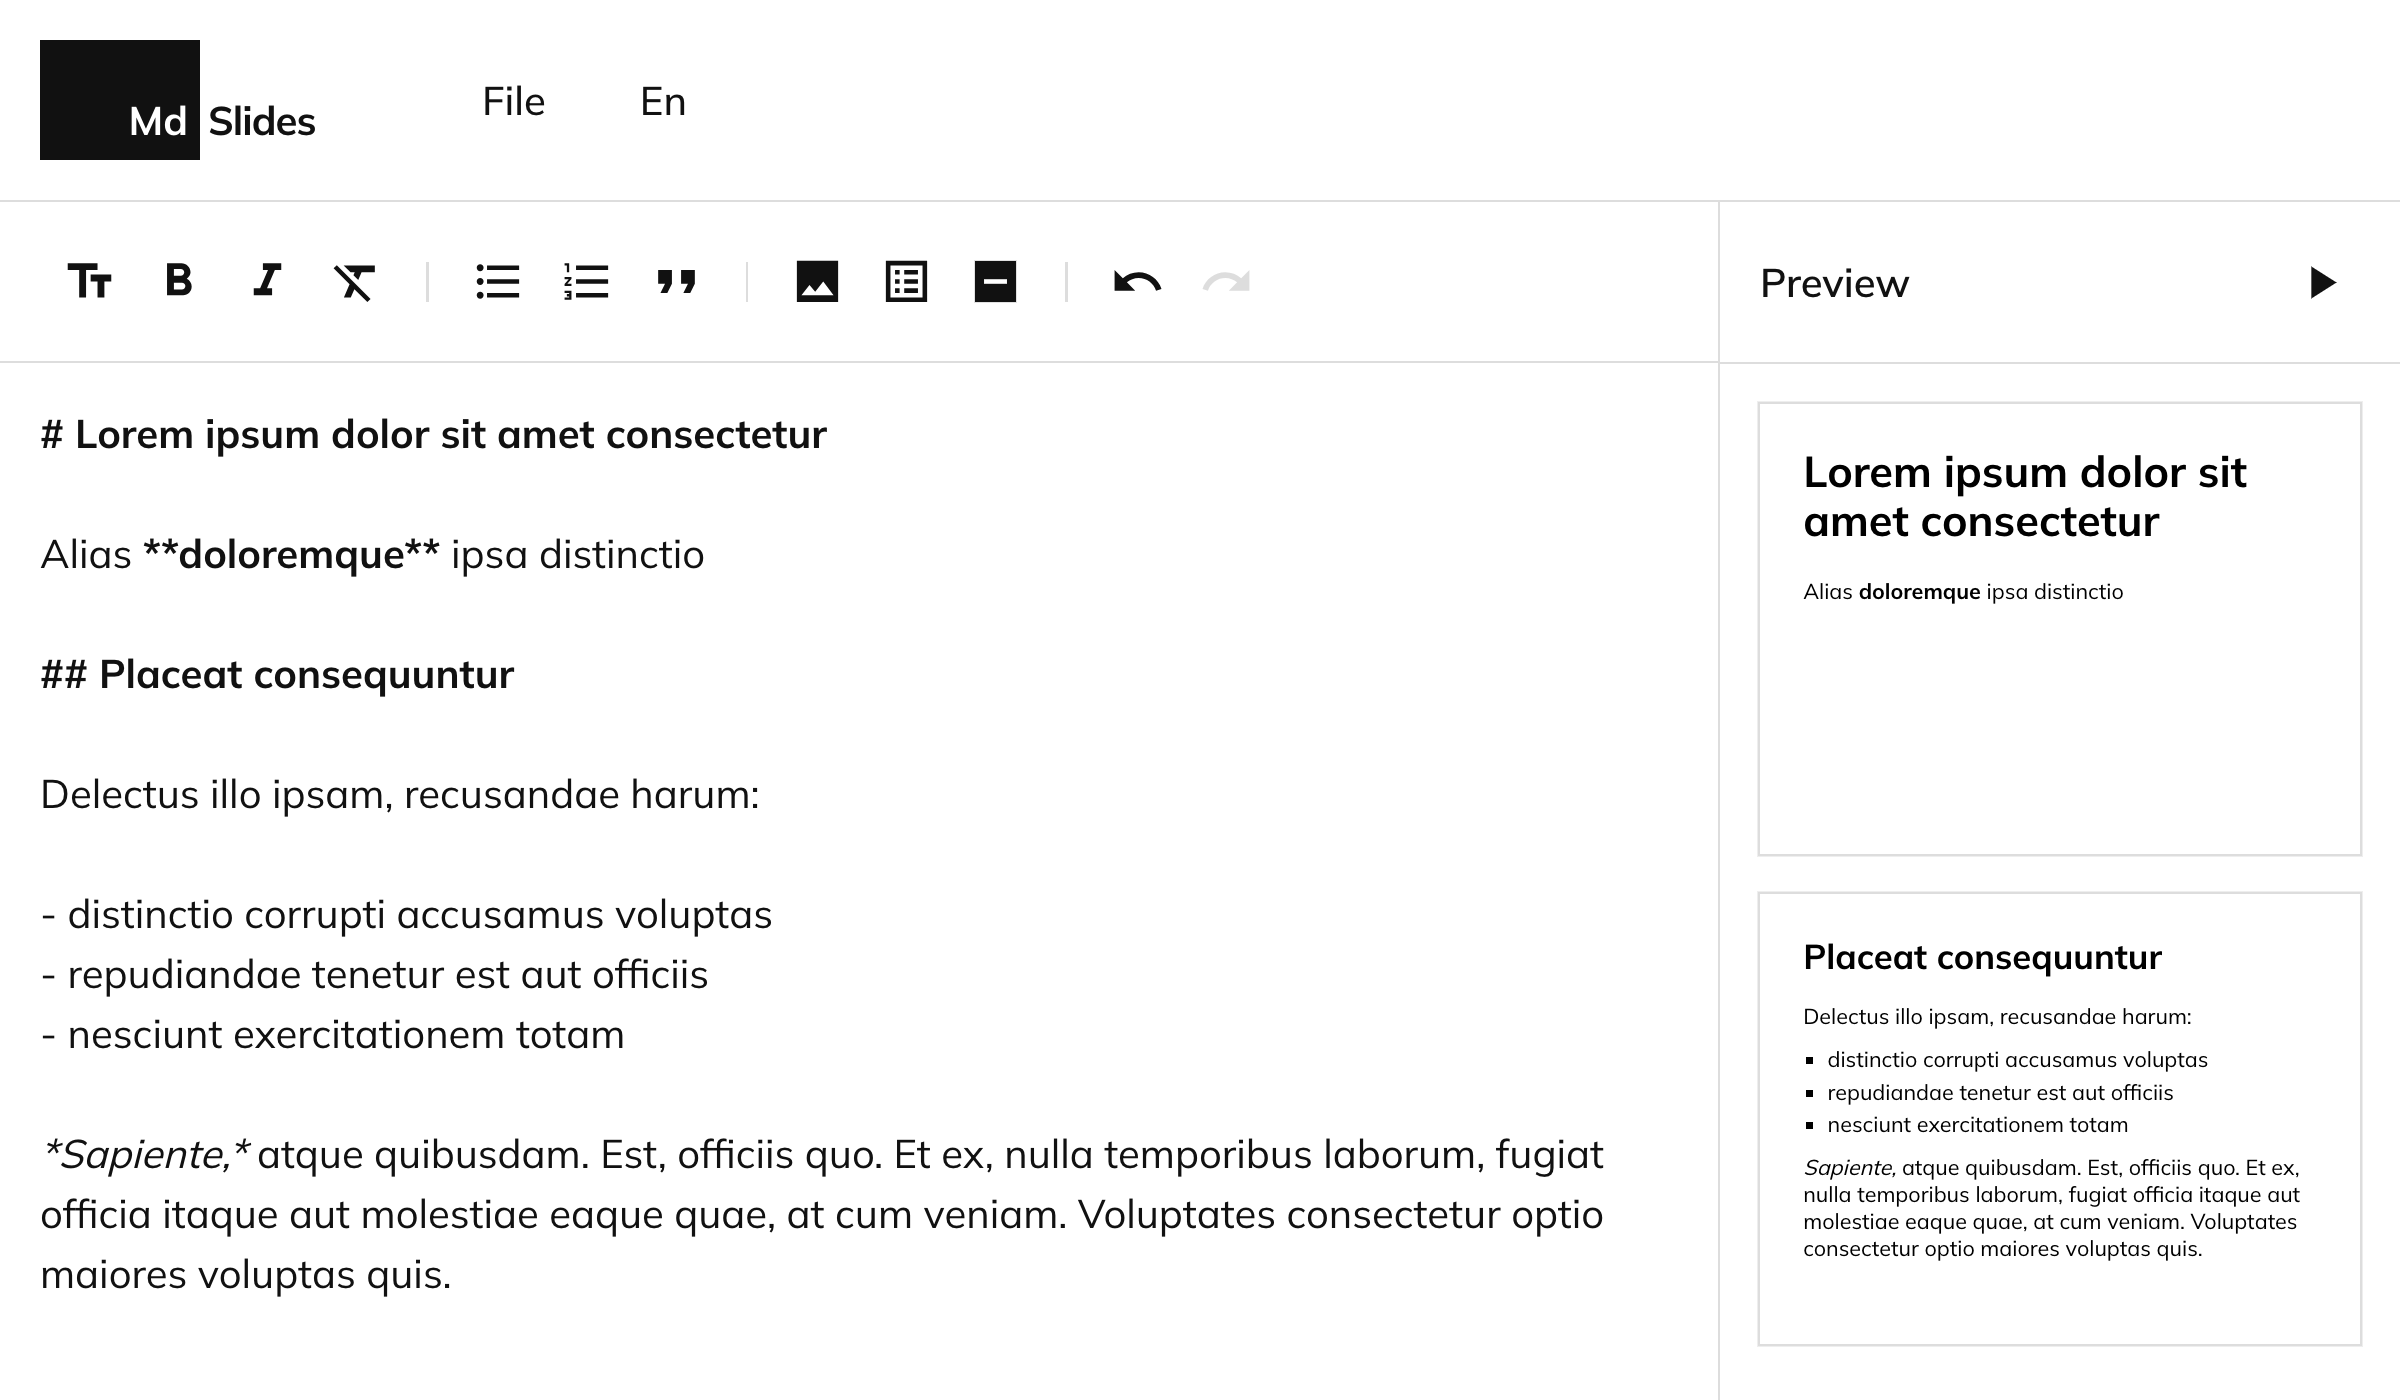 Md Slides
File
En
Preview
# Lorem ipsum dolor sit amet consectetur
Alias **doloremque** ipsa distinctio
## Placeat consequuntur
Delectus illo ipsam, recusandae harum:
- distinctio corrupti accusamus voluptas
- repudiandae tenetur est aut officiis
- nesciunt exercitationem totam
*Sapiente,* atque quibusdam. Est, officiis quo. Et ex, nulla temporibus laborum, fugiat
officia itaque aut molestiae eaque quae, at cum veniam. Voluptates consectetur optio
maiores voluptas quis.
Lorem ipsum dolor sit
amet consectetur
Alias doloremque ipsa distinctio
Placeat consequuntur
Delectus illo ipsam, recusandae harum:
▪ distinctio corrupti accusamus voluptas
▪ repudiandae tenetur est aut officiis
▪ nesciunt exercitationem totam
Sapiente, atque quibusdam. Est, officiis quo. Et ex,
nulla temporibus laborum, fugiat officia itaque aut
molestiae eaque quae, at cum veniam. Voluptates
consectetur optio maiores voluptas quis.